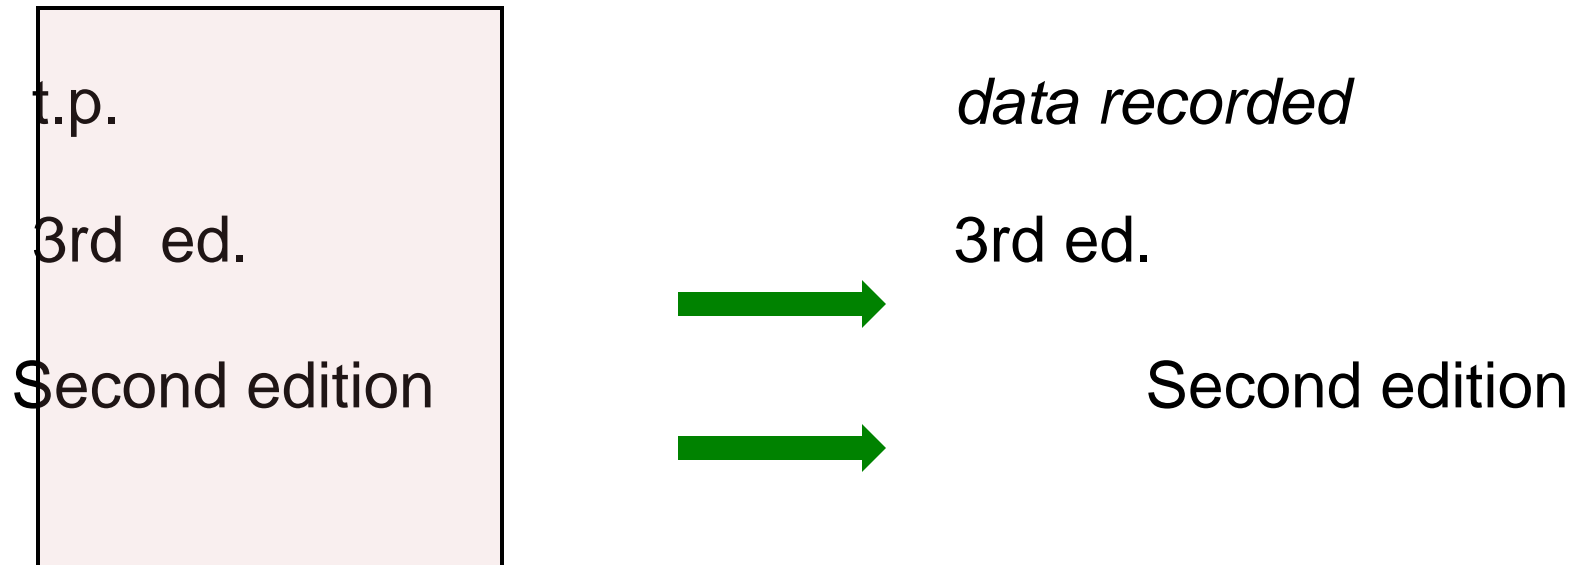 t.p. data recorded
3rd ed. 3rd ed.
Second edition Second edition